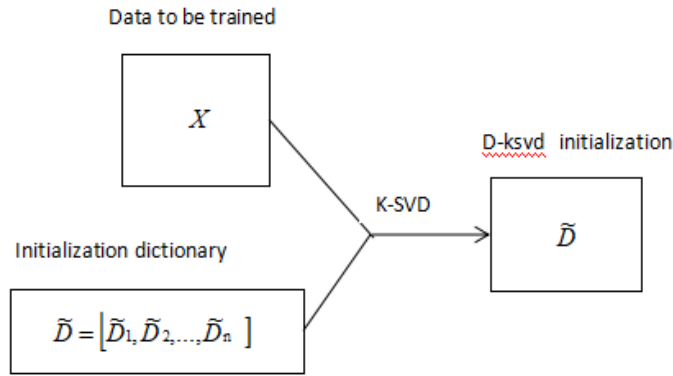 Data to be trained
X
D-ksvd initialization
K-SVD
D̃
Initialization dictionary
D̃ = ⌊D̃₁, D̃₂,..., D̃ₙ ]